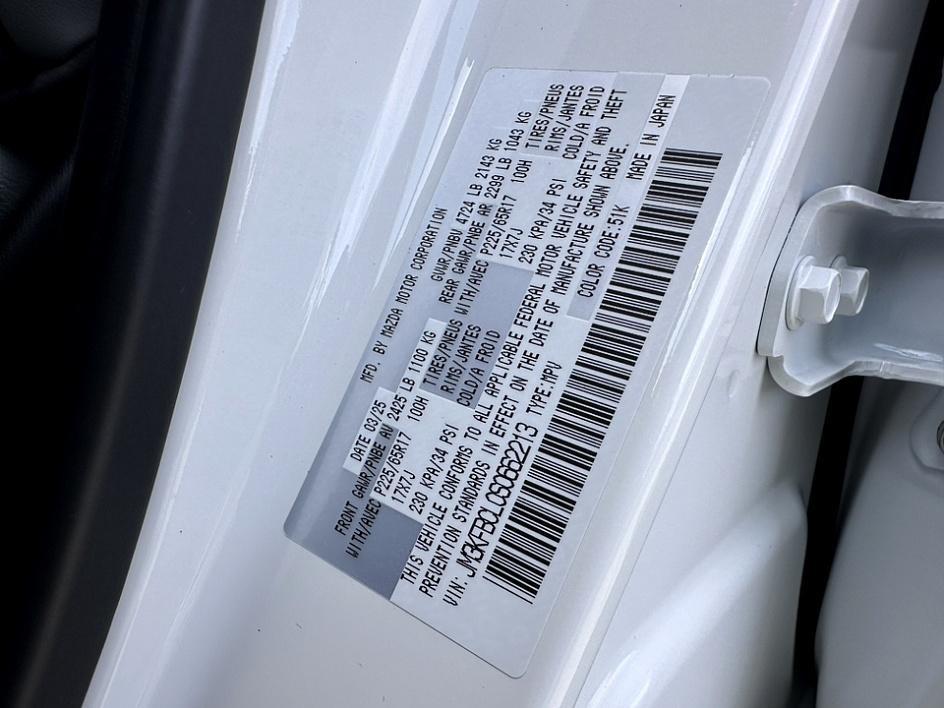 MFD. BY MAZDA MOTOR CORPORATION
DATE 03/25 GVWR/PNBV 4724 LB 2143 KG
FRONT GAWR/PNBE AV 2425 LB 1100 KG REAR GAWR/PNBE AR 2299 LB 1043 KG
WITH/AVEC P225/65R17 100H TIRES/PNEUS WITH/AVEC P225/65R17 100H TIRES/PNEUS
17X7J RIMS/JANTES 17X7J RIMS/JANTES
230 KPA/34 PSI COLD/A FROID 230 KPA/34 PSI COLD/A FROID
THIS VEHICLE CONFORMS TO ALL APPLICABLE FEDERAL MOTOR VEHICLE SAFETY AND THEFT
PREVENTION STANDARDS IN EFFECT ON THE DATE OF MANUFACTURE SHOWN ABOVE.
VIN: JM3KFBCL0S0662213 TYPE:MPV COLOR CODE:51K MADE IN JAPAN